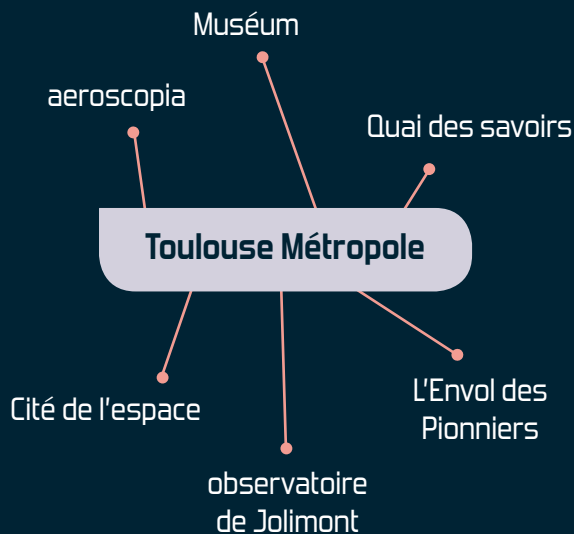 Muséum
aeroscopia
Quai des savoirs
Toulouse Métropole
Cité de l'espace
L'Envol des
Pionniers
observatoire
de Jolimont